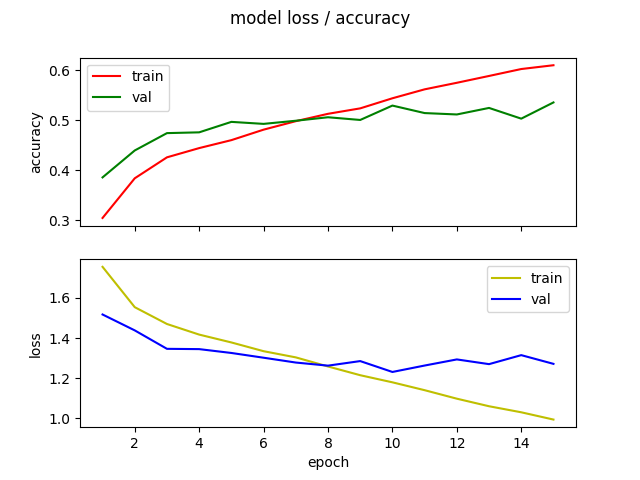 model loss / accuracy
train
val
accuracy
0.6
0.5
0.4
0.3
train
val
loss
1.6
1.4
1.2
1.0
2 4 6 8 10 12 14
epoch